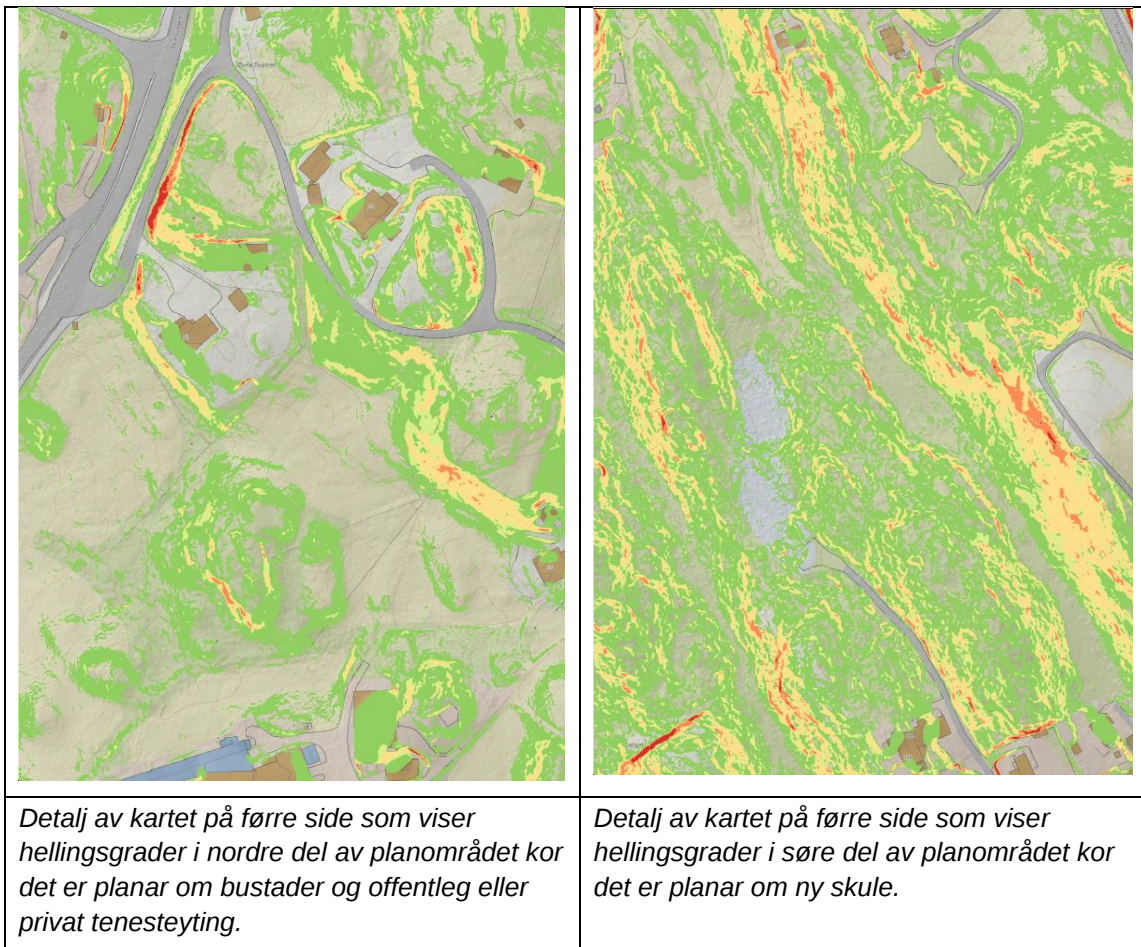 Detalj av kartet på førre side som viser
hellingsgrader i nordre del av planområdet kor
det er planar om bustader og offentleg eller
privat tenesteyting.
Detalj av kartet på førre side som viser
hellingsgrader i søre del av planområdet kor
det er planar om ny skule.